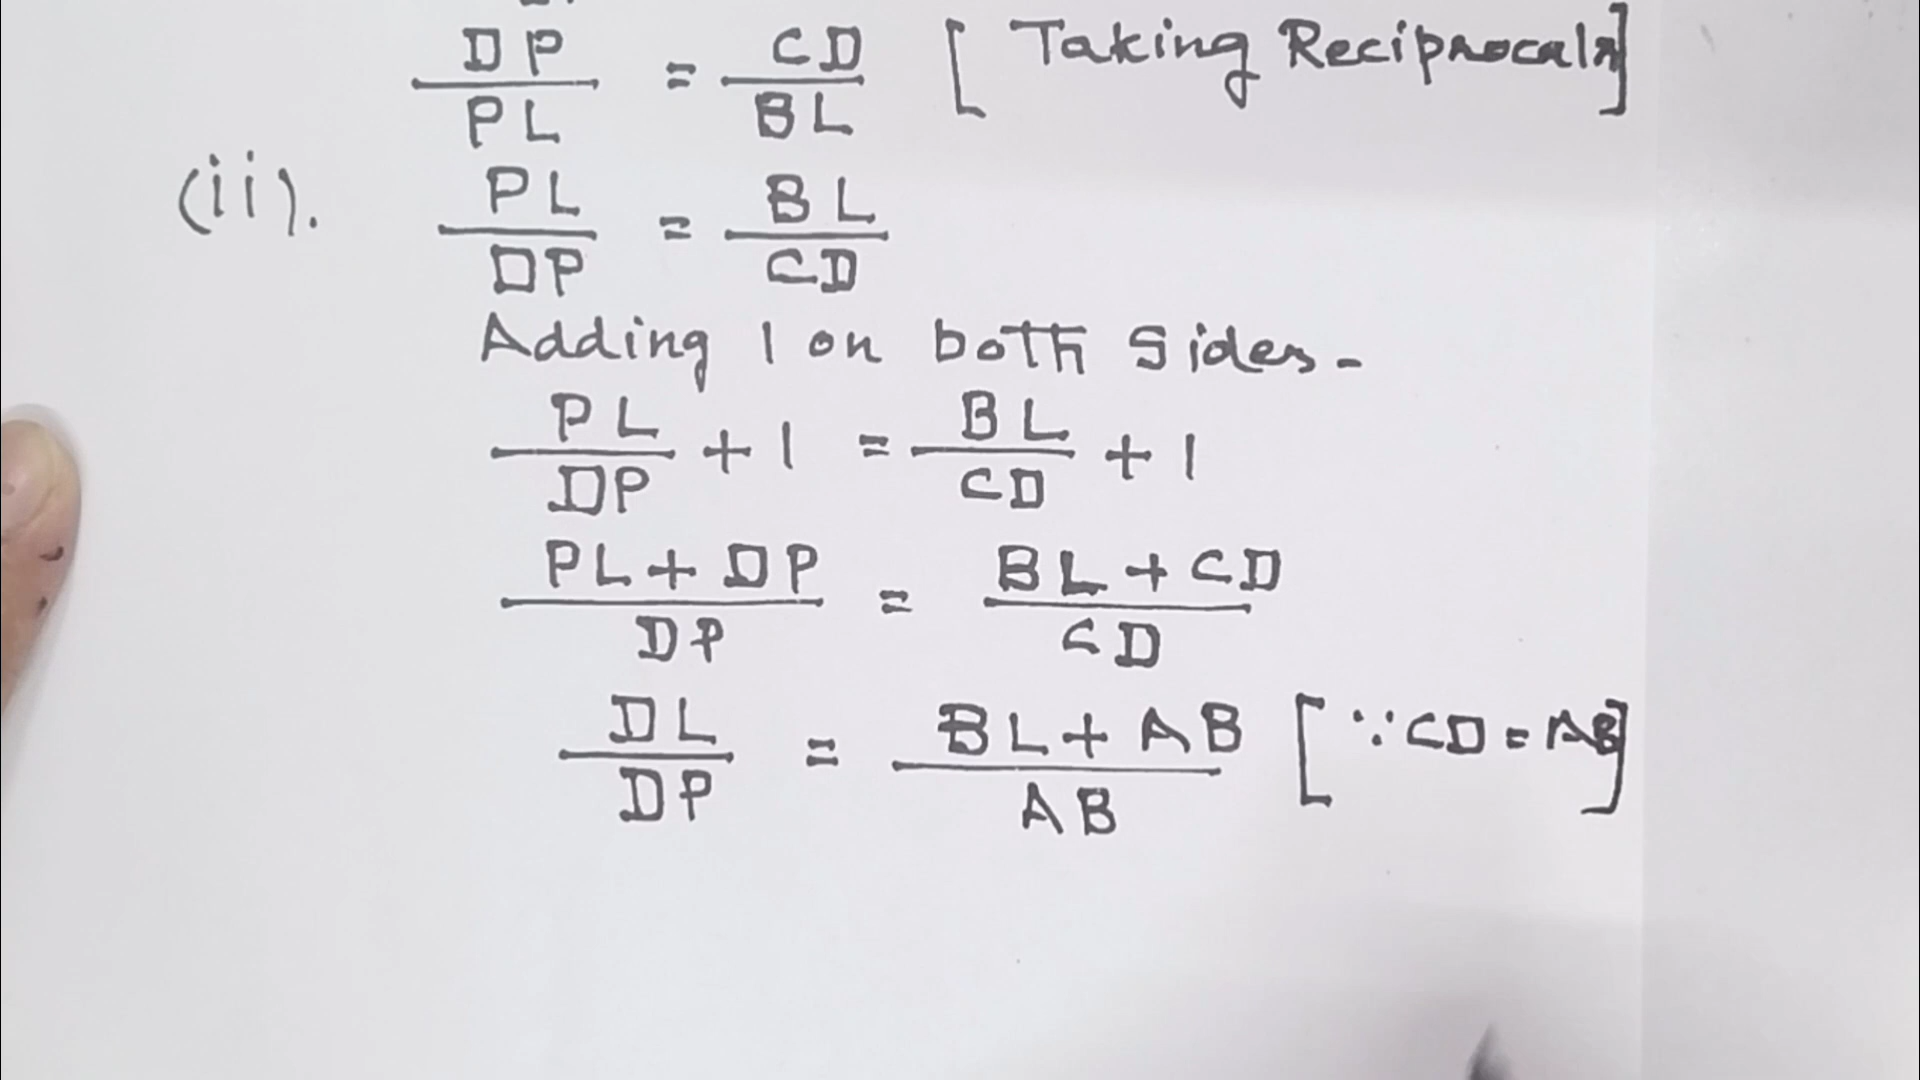 DP/PL = CD/BL [Taking Reciprocals]
(ii). PL/DP = BL/CD
Adding 1 on both Sides-
PL/DP + 1 = BL/CD + 1
PL+DP/DP = BL+CD/CD
DL/DP = BL+AB/AB [∵CD=AB]